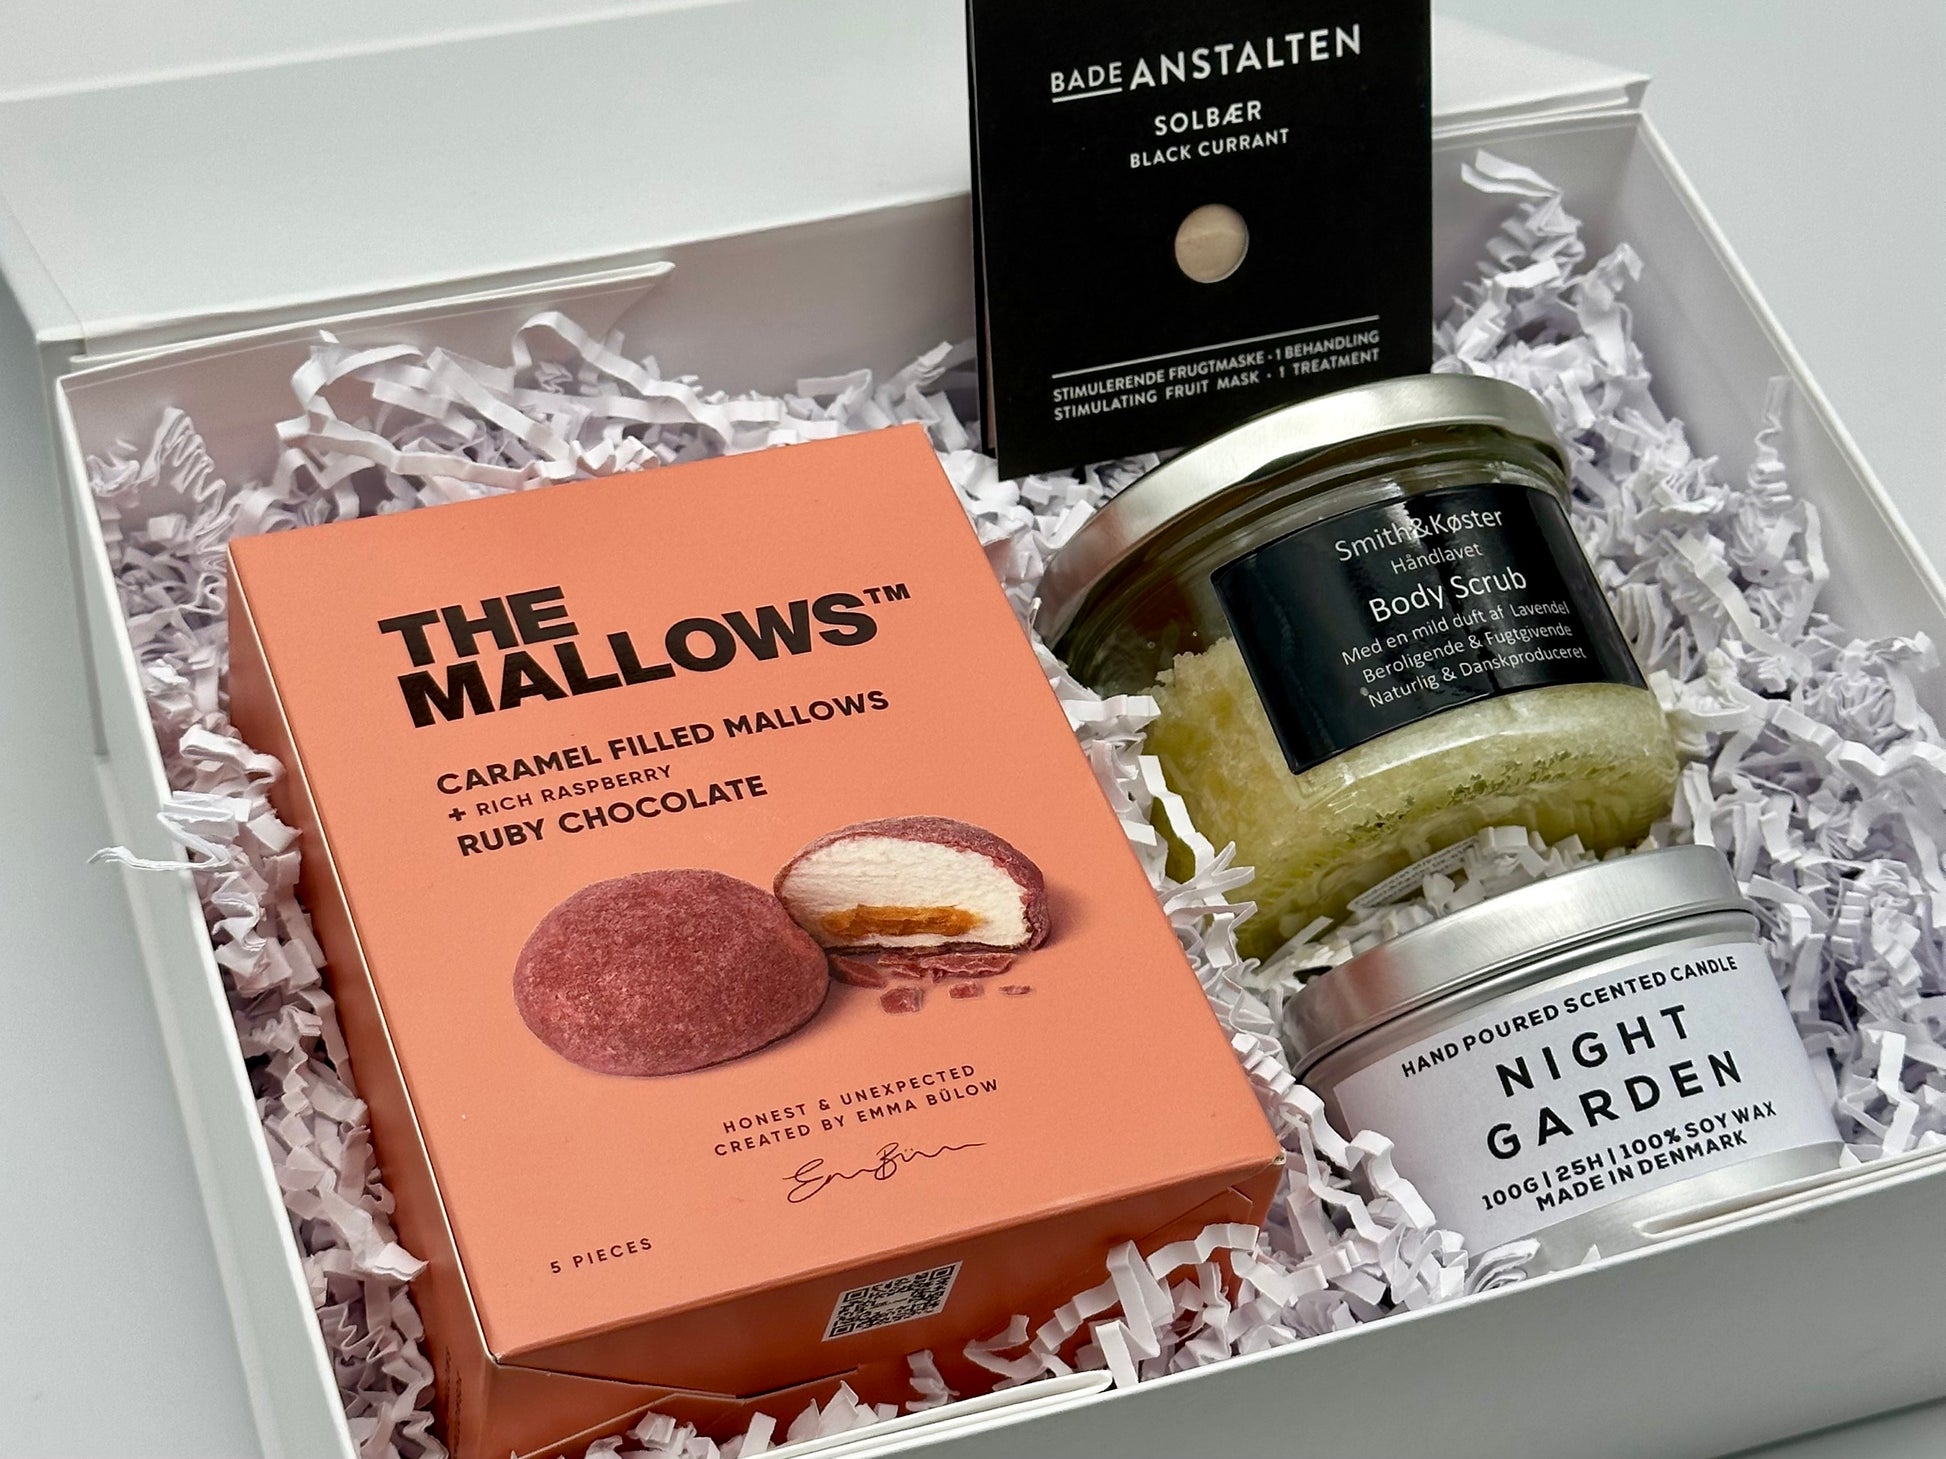 BADEANSTALTEN
SOLBÆR
BLACK CURRANT
STIMULERENDE FRUGTMASKE · 1 BEHANDLING
STIMULATING FRUIT MASK · 1 TREATMENT
THE
MALLOWS™
CARAMEL FILLED MALLOWS
+ RICH RASPBERRY
RUBY CHOCOLATE
HONEST & UNEXPECTED
CREATED BY EMMA BÜLOW
5 PIECES
Smith&Køster
Håndlavet
Body Scrub
Med en mild duft af Lavendel
Beroligende & Fugtgivende
Naturlig & Danskproduceret
HAND POURED SCENTED CANDLE
NIGHT
GARDEN
100G | 25H | 100% SOY WAX
MADE IN DENMARK